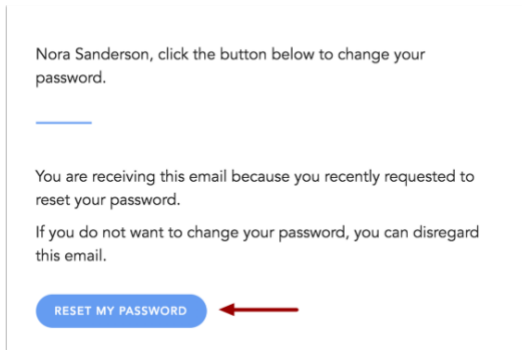 Nora Sanderson, click the button below to change your
password.
You are receiving this email because you recently requested to
reset your password.
If you do not want to change your password, you can disregard
this email.
RESET MY PASSWORD